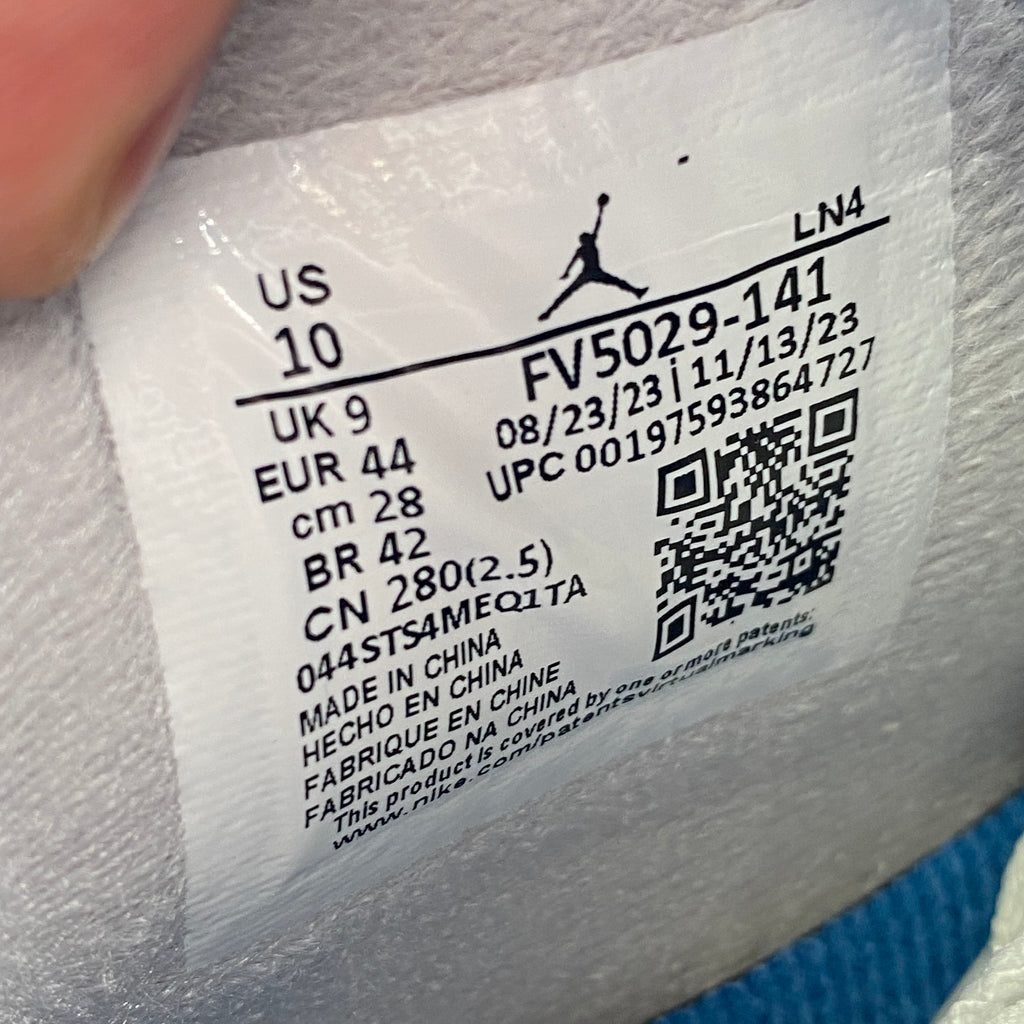 US
10
LN4
FV5029-141
08/23/23 | 11/13/23
UPC 00197593864727
UK 9
EUR 44
cm 28
BR 42
CN 280(2.5)
044STS4MEQ1TA
MADE IN CHINA
HECHO EN CHINA
FABRIQUE EN CHINE
FABRICADO NA CHINA
This product is covered by one or more patents:
www.nike.com/patentsvirtualmarking